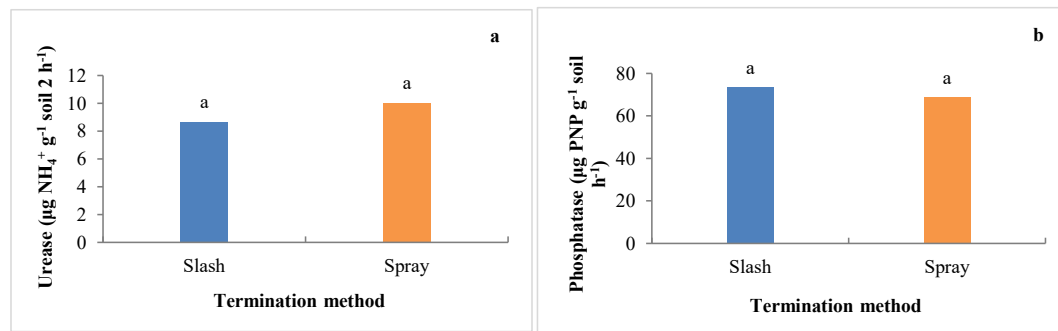 a
Urease (µg NH₄⁺ g⁻¹ soil 2 h⁻¹)
12
10
8
6
4
2
0
a
a
Slash
Spray
Termination method
b
Phosphatase (µg PNP g⁻¹ soil
h⁻¹)
80
60
40
20
0
a
a
Slash
Spray
Termination method